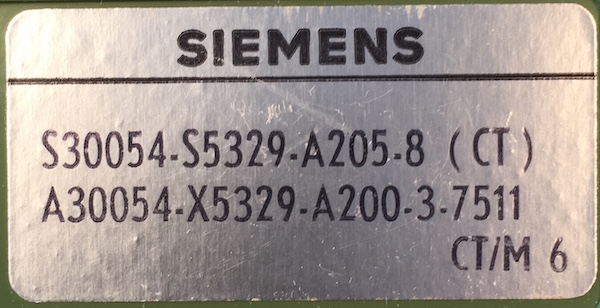 SIEMENS
S30054-S5329-A205-8 (CT)
A30054-X5329-A200-3-7511
CT/M 6